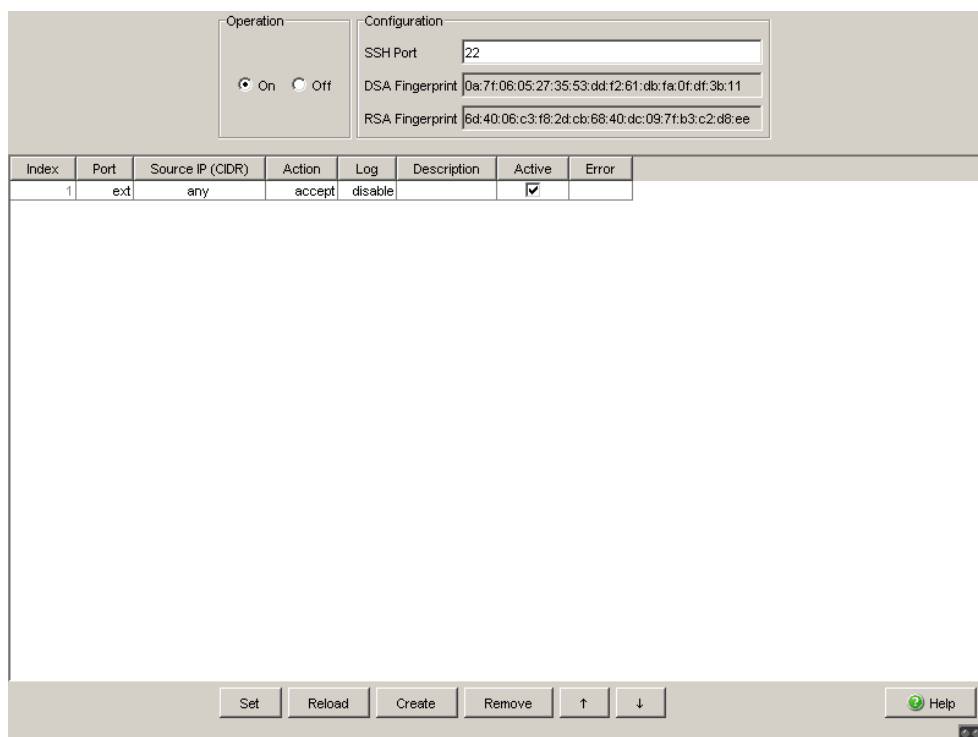 Operation
Configuration
SSH Port 22
On Off
DSA Fingerprint 0a:7f:06:05:27:35:53:dd:f2:61:db:fa:0f:df:3b:11
RSA Fingerprint 6d:40:06:c3:f8:2d:cb:68:40:dc:09:7f:b3:c2:d8:ee
Index Port Source IP (CIDR) Action Log Description Active Error
1 ext any accept disable
Set Reload Create Remove ↑ ↓ Help